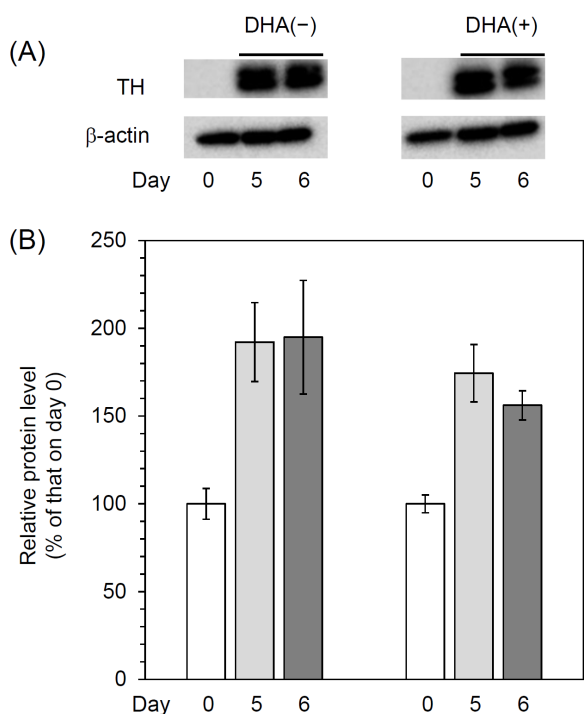 (A)
DHA(−) DHA(+)
TH
β-actin
Day 0 5 6 0 5 6
(B)
Relative protein level
(% of that on day 0)
250
200
150
100
50
0
Day 0 5 6 0 5 6